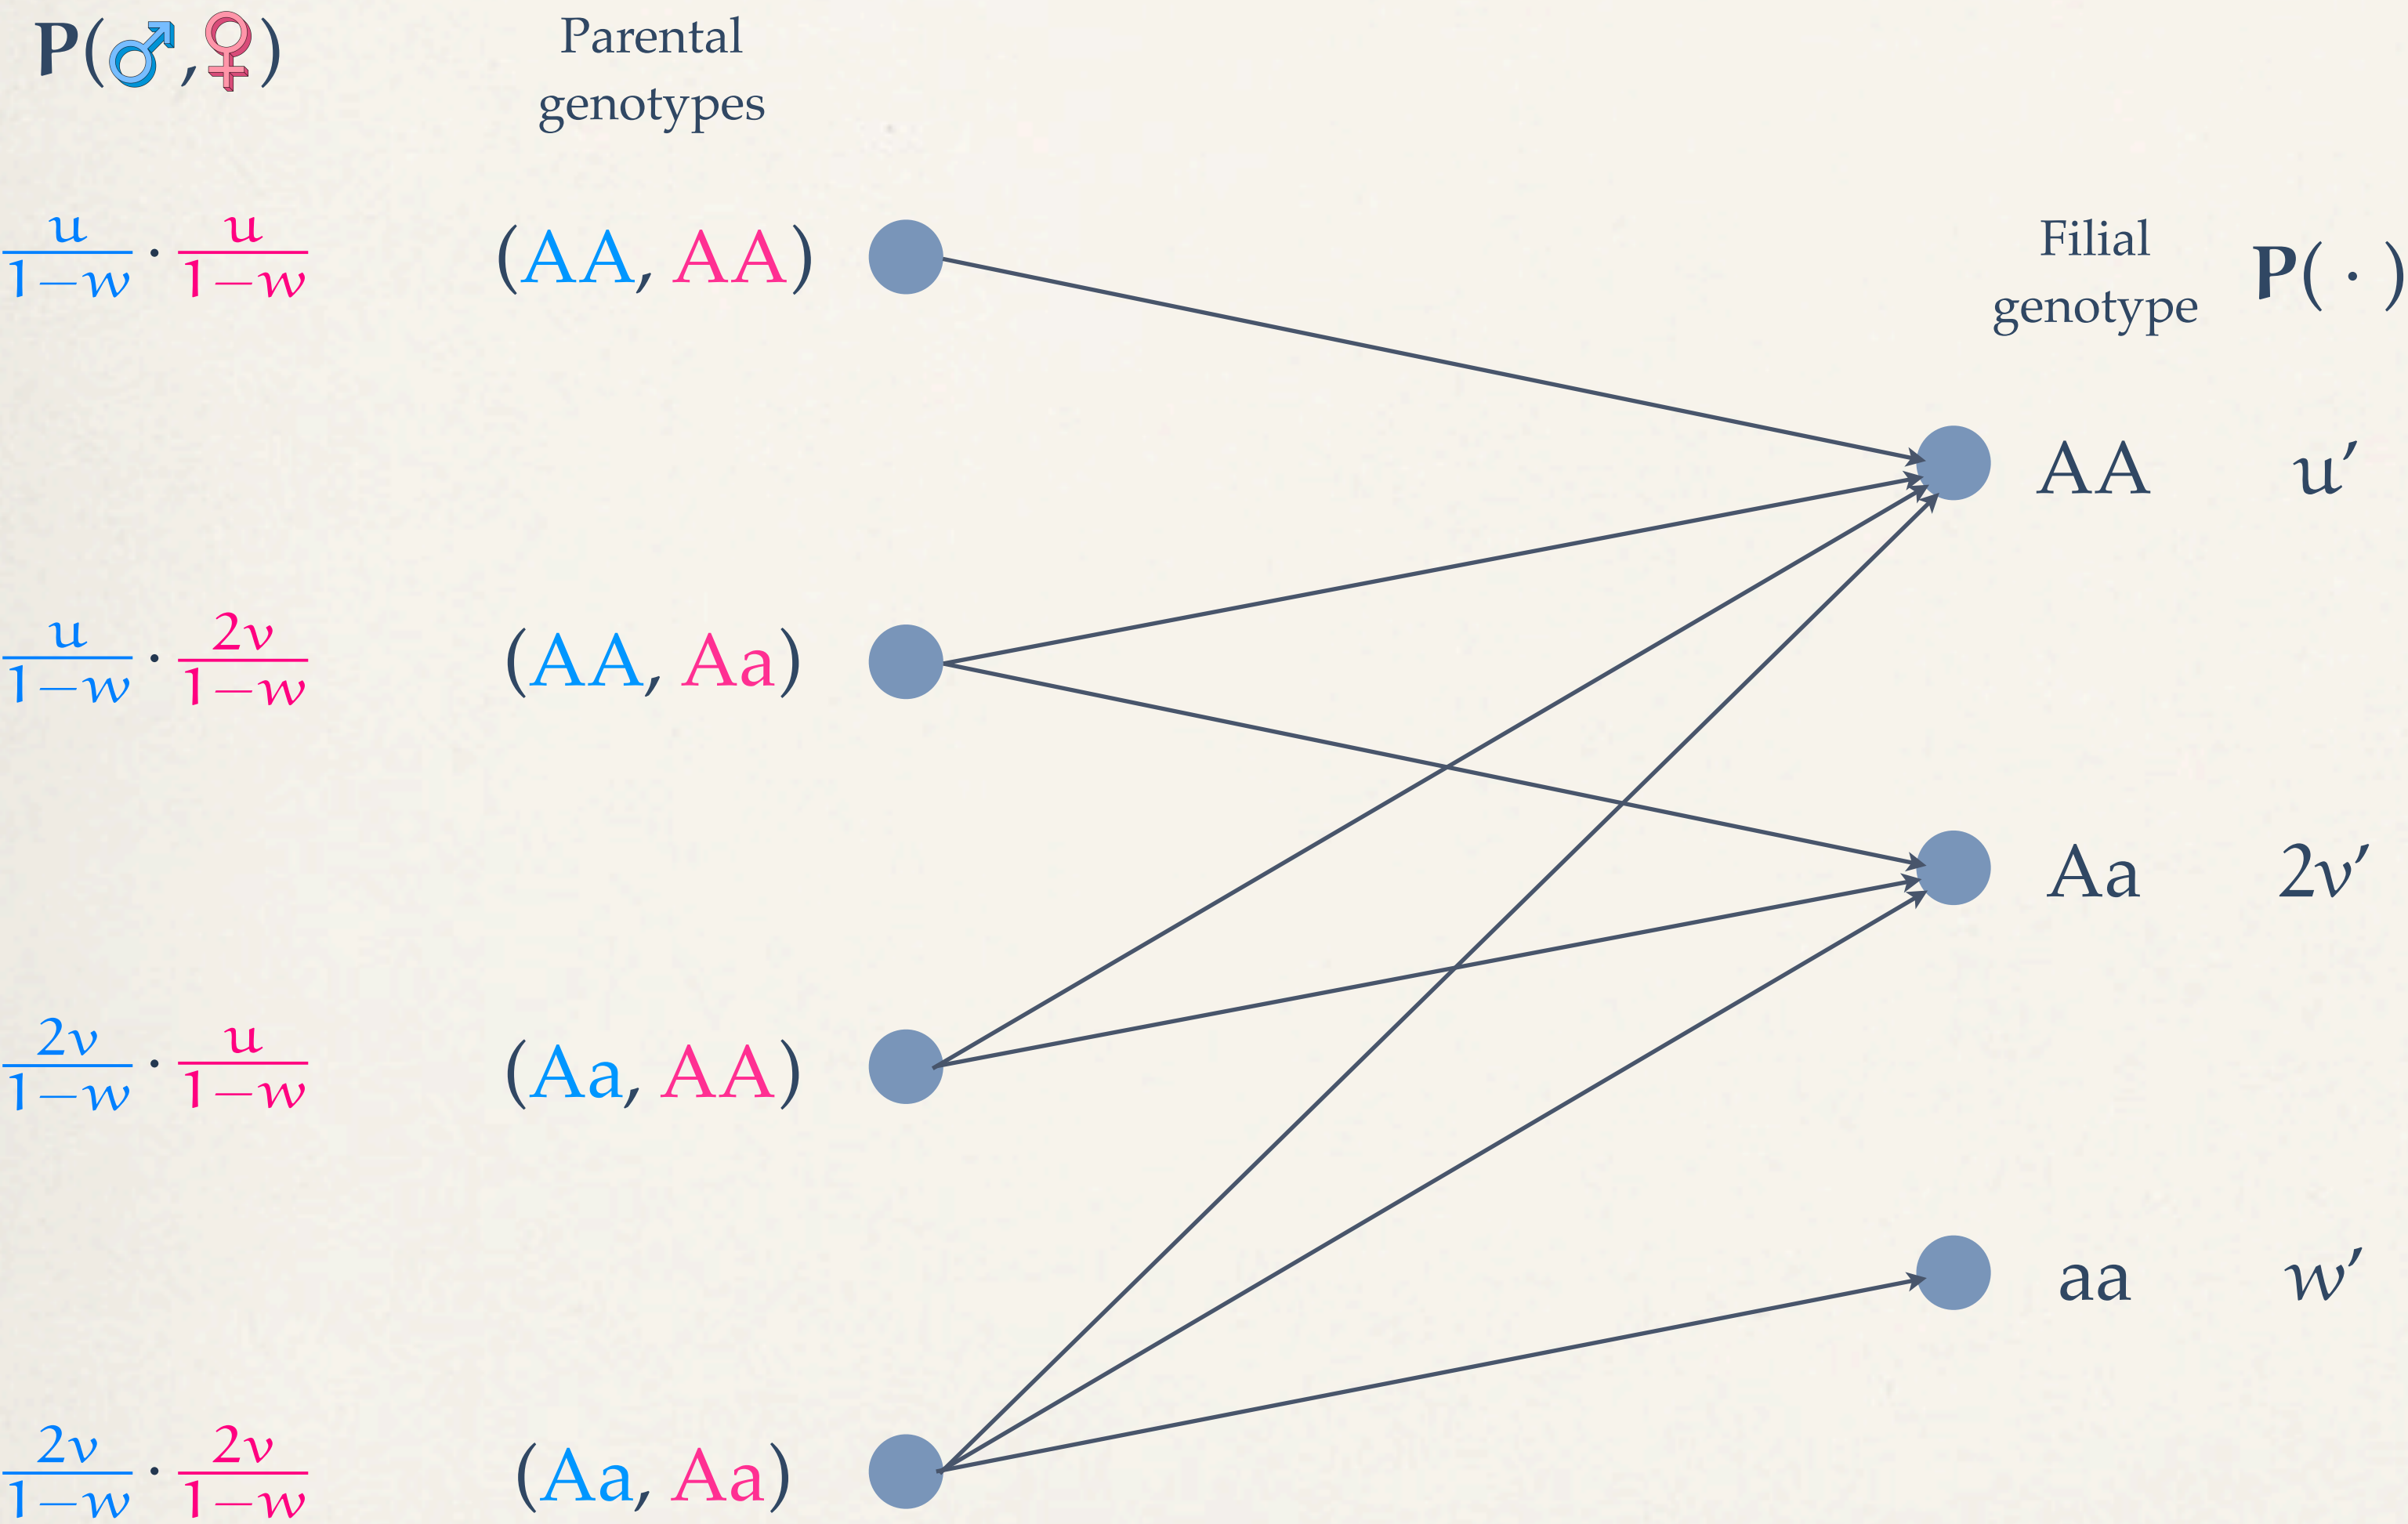 P(♂,♀)
Parental
genotypes
u/1−w · u/1−w
(AA, AA)
Filial
genotype
P( · )
AA
u′
u/1−w · 2v/1−w
(AA, Aa)
Aa
2v′
2v/1−w · u/1−w
(Aa, AA)
aa
w′
2v/1−w · 2v/1−w
(Aa, Aa)